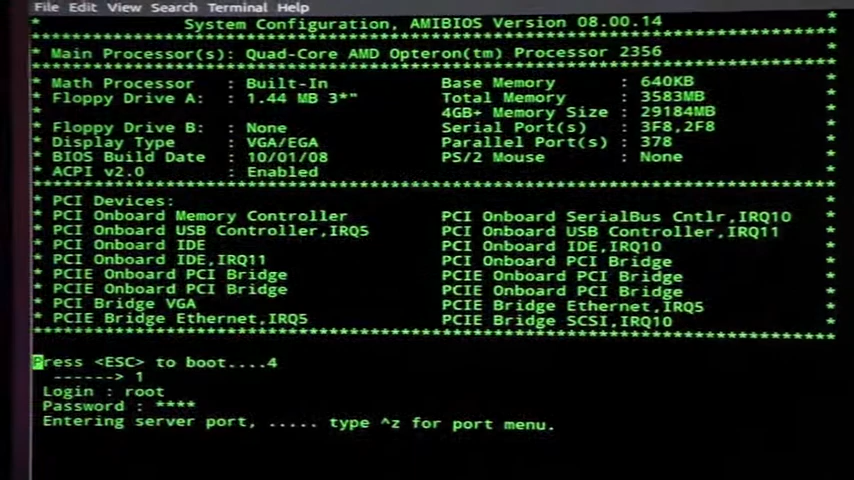 File Edit View Search Terminal Help
System Configuration, AMIBIOS Version 08.00.14
*******************************************************************************
* Main Processor(s): Quad-Core AMD Opteron(tm) Processor 2356 *
*******************************************************************************
* Math Processor : Built-In Base Memory : 640KB *
* Floppy Drive A: : 1.44 MB 3*" Total Memory : 3583MB *
* 4GB+ Memory Size : 29184MB *
* Floppy Drive B: : None Serial Port(s) : 3F8,2F8 *
* Display Type : VGA/EGA Parallel Port(s) : 378 *
* BIOS Build Date : 10/01/08 PS/2 Mouse : None *
* ACPI v2.0 : Enabled *
*******************************************************************************
* PCI Devices: *
* PCI Onboard Memory Controller PCI Onboard SerialBus Cntlr,IRQ10 *
* PCI Onboard USB Controller,IRQ5 PCI Onboard USB Controller,IRQ11 *
* PCI Onboard IDE PCI Onboard IDE,IRQ10 *
* PCI Onboard IDE,IRQ11 PCI Onboard PCI Bridge *
* PCIE Onboard PCI Bridge PCIE Onboard PCI Bridge *
* PCIE Onboard PCI Bridge PCIE Onboard PCI Bridge *
* PCI Bridge VGA PCIE Bridge Ethernet,IRQ5 *
* PCIE Bridge Ethernet,IRQ5 PCIE Bridge SCSI,IRQ10 *
*******************************************************************************
Press <ESC> to boot....4
------> 1
Login : root
Password : ****
Entering server port, ..... type ^z for port menu.